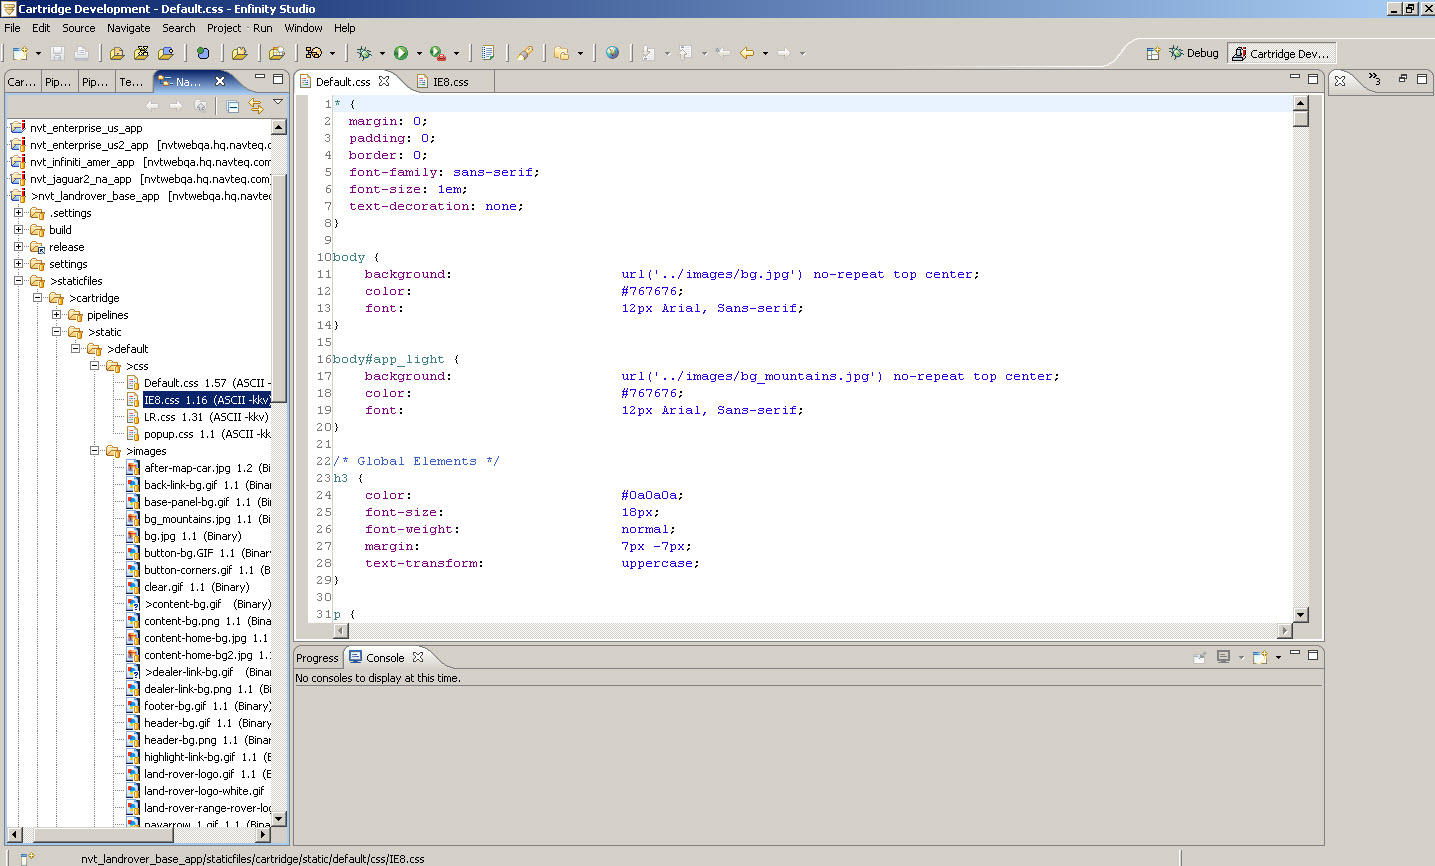 Cartridge Development - Default.css - Enfinity Studio
File Edit Source Navigate Search Project Run Window Help
Debug
Cartridge Dev...
Car... Pip... Pip... Te... Na...
Default.css
IE8.css
3
nvt_enterprise_us_app
nvt_enterprise_us2_app [nvtwebqa.hq.navteq.c
nvt_infiniti_amer_app [nvtwebqa.hq.navteq.com
nvt_jaguar2_na_app [nvtwebqa.hq.navteq.com]
>nvt_landrover_base_app [nvtwebqa.hq.navteq
.settings
build
release
settings
>staticfiles
>cartridge
pipelines
>static
>default
>css
Default.css 1.57 (ASCII -
IE8.css 1.16 (ASCII -kkv)
LR.css 1.31 (ASCII -kkv)
popup.css 1.1 (ASCII -kk
>images
after-map-car.jpg 1.2 (Bi
back-link-bg.gif 1.1 (Binar
base-panel-bg.gif 1.1 (Bi
bg_mountains.jpg 1.1 (Bi
bg.jpg 1.1 (Binary)
button-bg.GIF 1.1 (Binar
button-corners.gif 1.1 (B
clear.gif 1.1 (Binary)
>content-bg.gif (Binary)
content-bg.png 1.1 (Bina
content-home-bg.jpg 1.1
content-home-bg2.jpg 1.
>dealer-link-bg.gif (Bina
dealer-link-bg.png 1.1 (Bi
footer-bg.gif 1.1 (Binary)
header-bg.gif 1.1 (Binary
header-bg.png 1.1 (Binar
highlight-link-bg.gif 1.1 (
land-rover-logo.gif 1.1 (B
land-rover-logo-white.gif
land-rover-range-rover-lo
navarrow_1.gif 1.1 (Bina
1 * {
2 margin: 0;
3 padding: 0;
4 border: 0;
5 font-family: sans-serif;
6 font-size: 1em;
7 text-decoration: none;
8 }
9
10 body {
11 background: url('../images/bg.jpg') no-repeat top center;
12 color: #767676;
13 font: 12px Arial, Sans-serif;
14 }
15
16 body#app_light {
17 background: url('../images/bg_mountains.jpg') no-repeat top center;
18 color: #767676;
19 font: 12px Arial, Sans-serif;
20 }
21
22 /* Global Elements */
23 h3 {
24 color: #0a0a0a;
25 font-size: 18px;
26 font-weight: normal;
27 margin: 7px -7px;
28 text-transform: uppercase;
29 }
30
31 p {
Progress Console
No consoles to display at this time.
nvt_landrover_base_app/staticfiles/cartridge/static/default/css/IE8.css